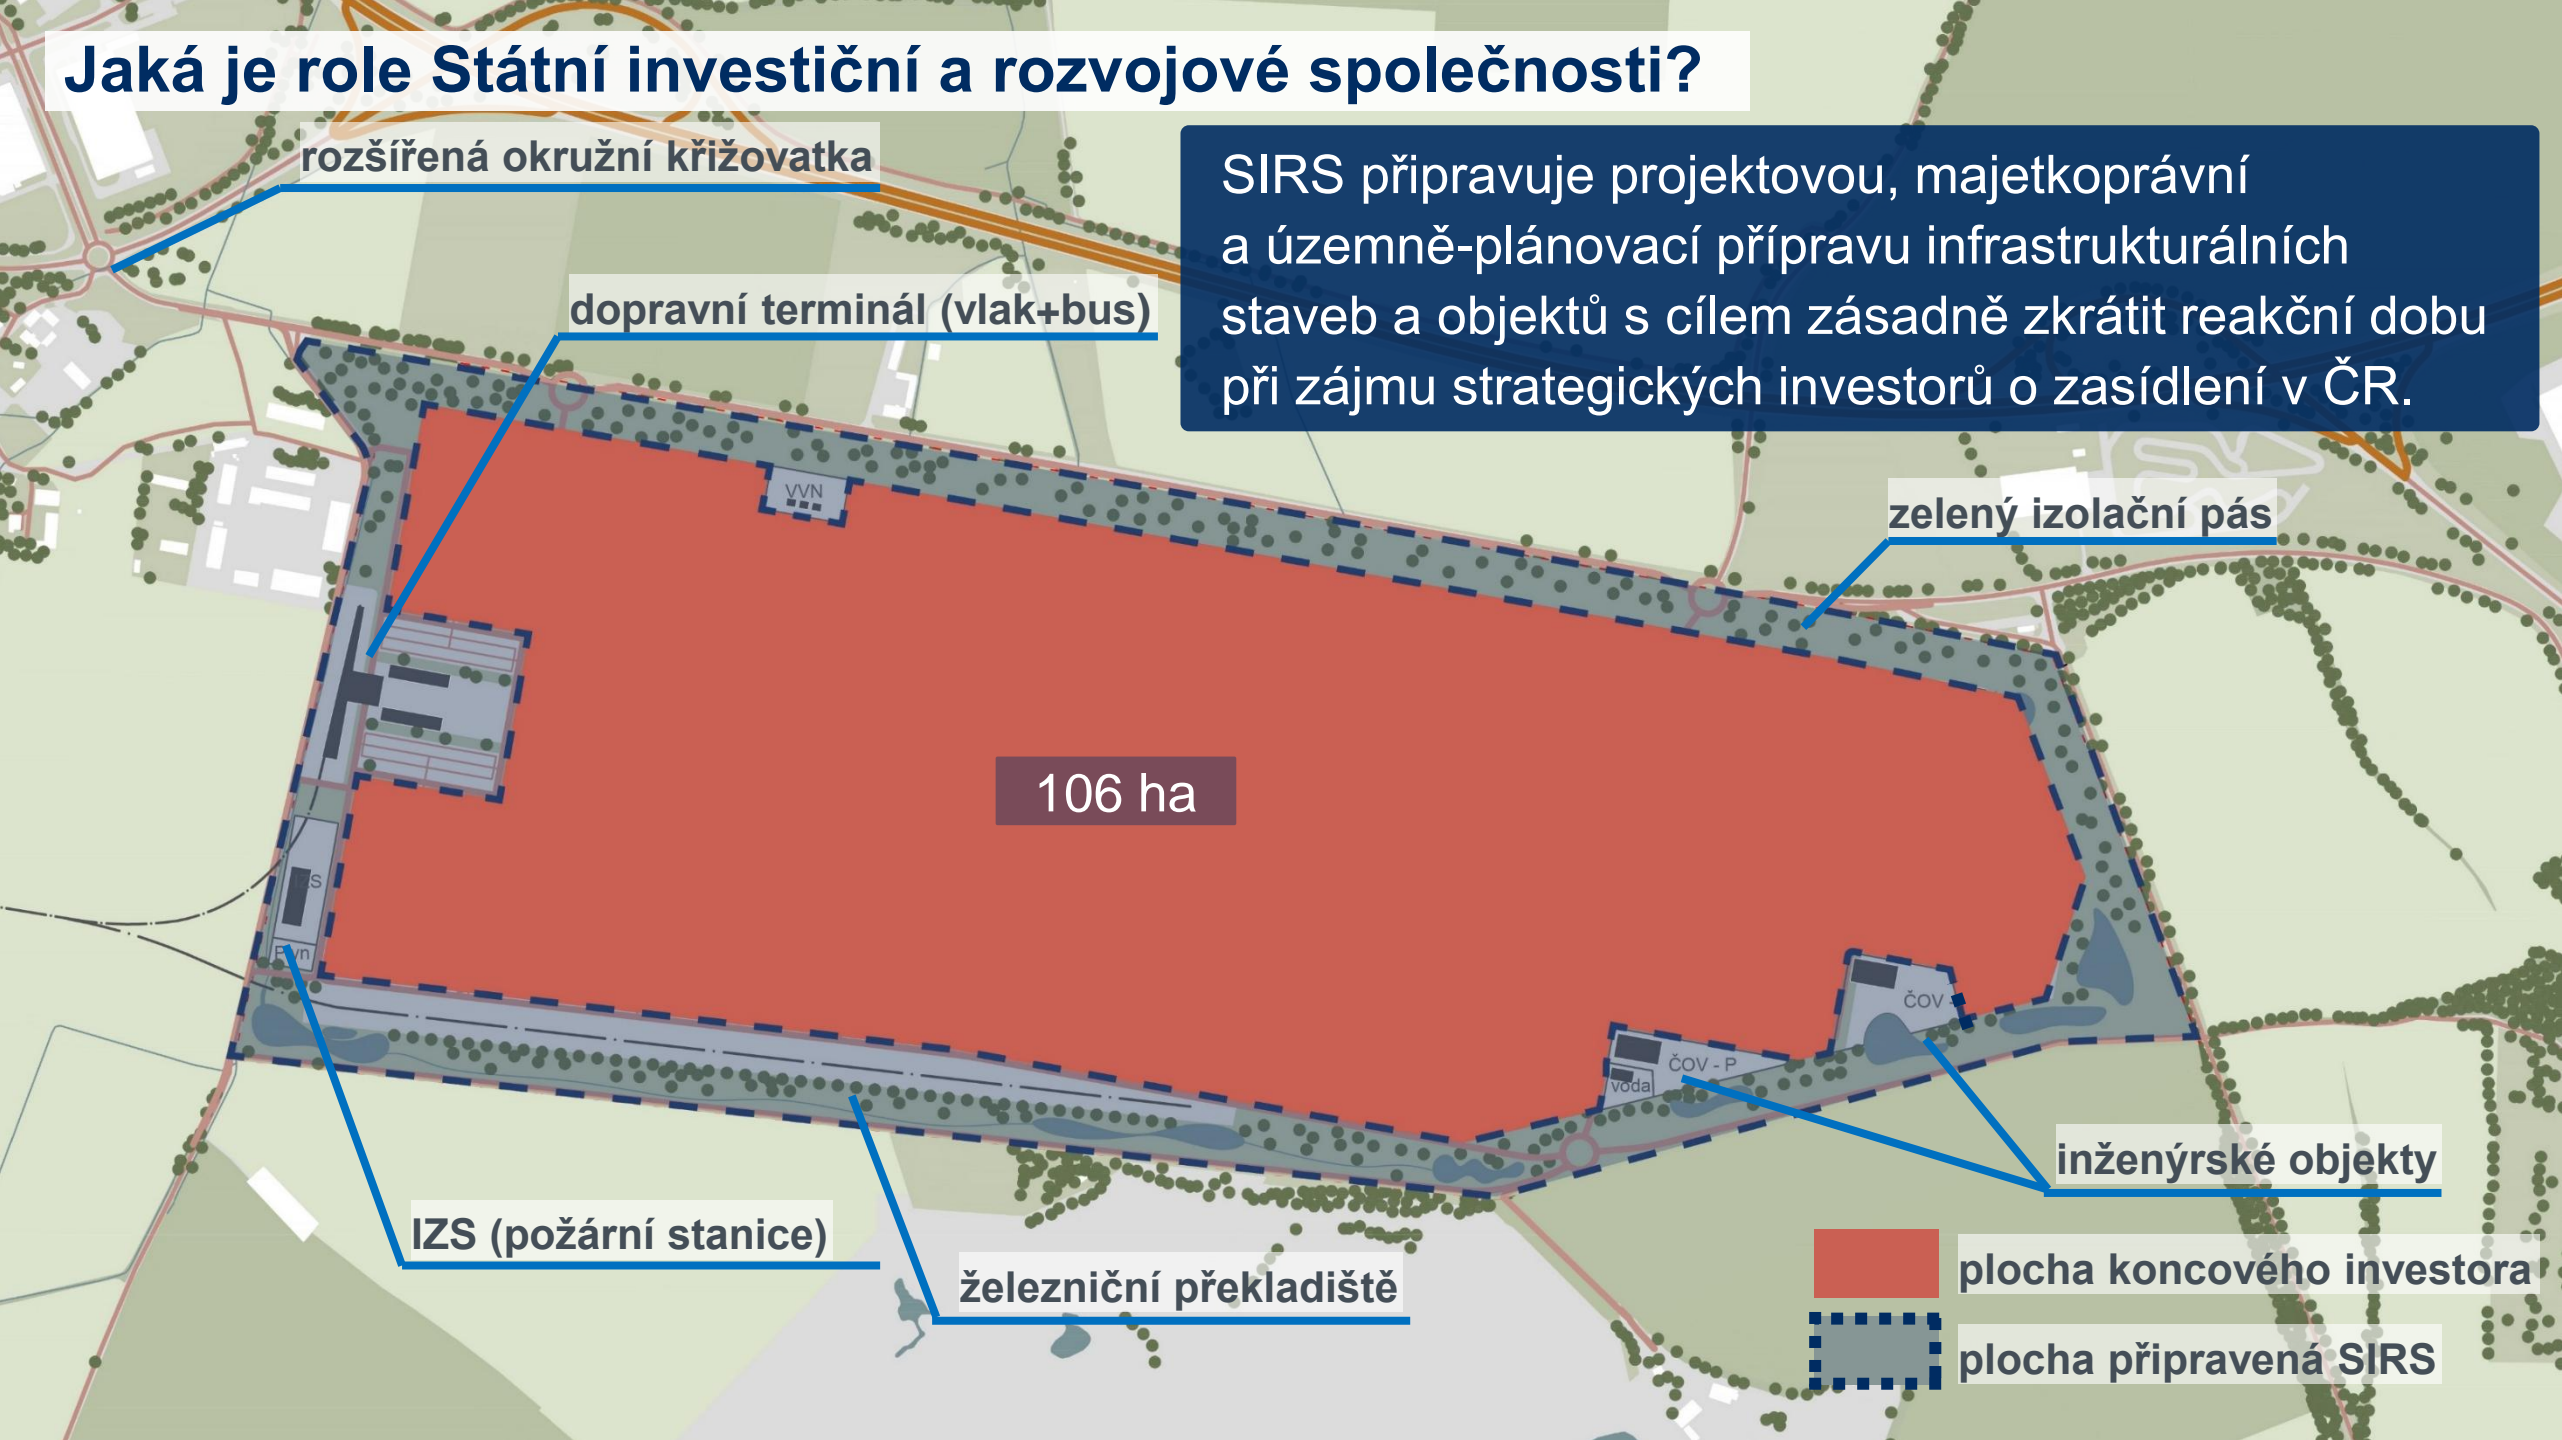 Jaká je role Státní investiční a rozvojové společnosti?
rozšířená okružní křižovatka
SIRS připravuje projektovou, majetkoprávní
a územně-plánovací přípravu infrastrukturálních
staveb a objektů s cílem zásadně zkrátit reakční dobu
při zájmu strategických investorů o zasídlení v ČR.
dopravní terminál (vlak+bus)
VVN
zelený izolační pás
106 ha
IZS
Plyn
ČOV -
ČOV - P
voda
inženýrské objekty
IZS (požární stanice)
železniční překladiště
plocha koncového investora
plocha připravená SIRS